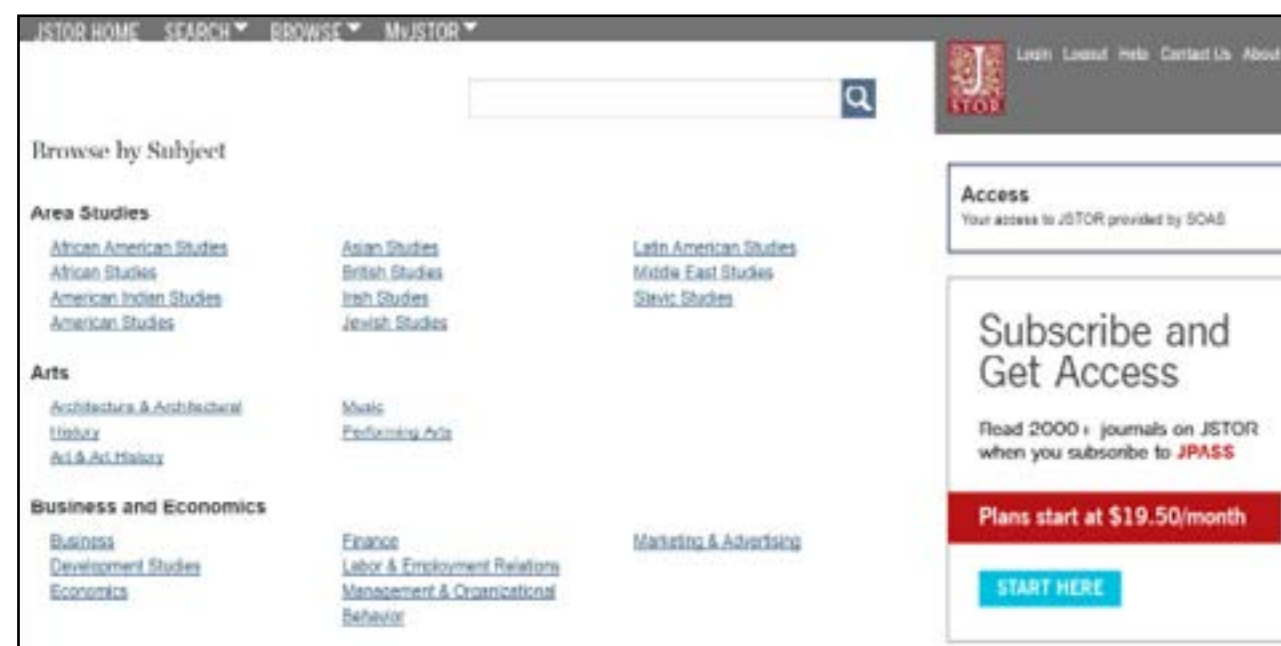 JSTOR HOME SEARCH BROWSE MyJSTOR
Login Logout Help Contact Us About
JSTOR
Browse by Subject
Area Studies
African American Studies
African Studies
American Indian Studies
American Studies
Asian Studies
British Studies
Irish Studies
Jewish Studies
Latin American Studies
Middle East Studies
Slavic Studies
Arts
Architecture & Architectural
History
Art & Art History
Music
Performing Arts
Business and Economics
Business
Development Studies
Economics
Finance
Labor & Employment Relations
Management & Organizational
Behavior
Marketing & Advertising
Access
Your access to JSTOR provided by SOAS
Subscribe and
Get Access
Read 2000+ journals on JSTOR
when you subscribe to JPASS
Plans start at $19.50/month
START HERE